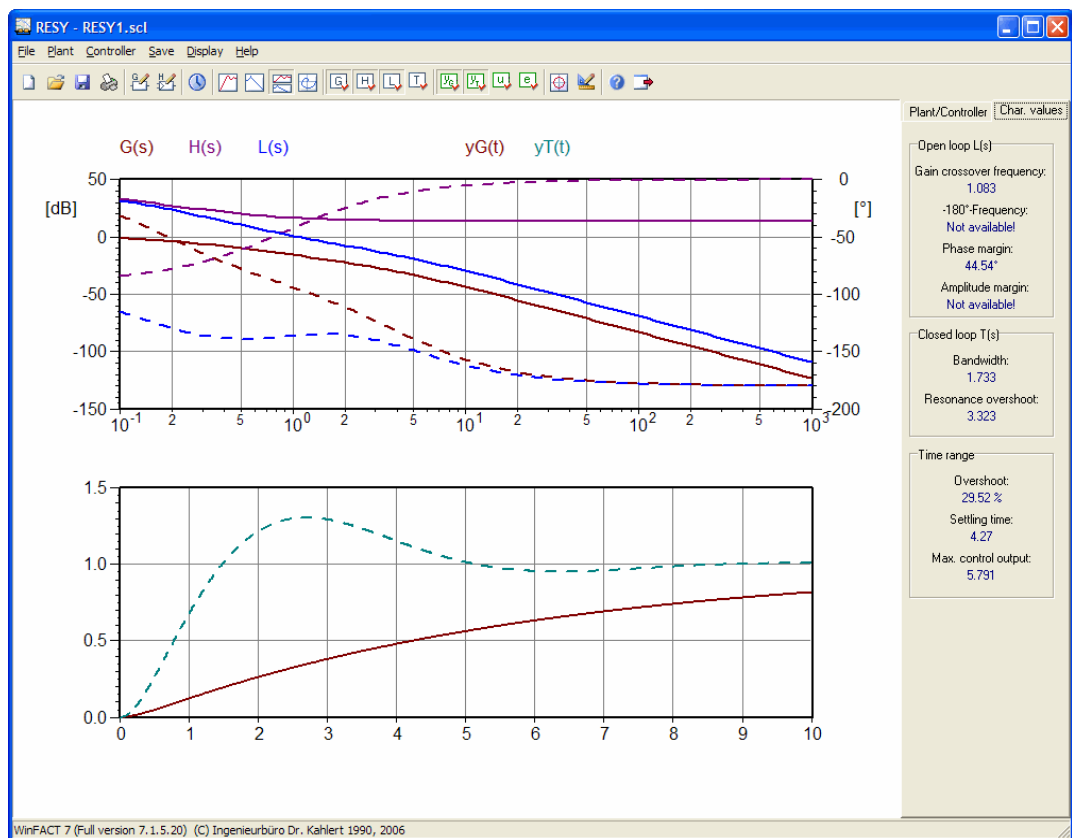 RESY - RESY1.scl
File Plant Controller Save Display Help
G H G H L T yG yT u e
Plant/Controller Char. values
G(s) H(s) L(s) yG(t) yT(t)
50 0
[dB] [°]
0 -50
-50 -100
-100 -150
-150 -200
10^-1 2 5 10^0 2 5 10^1 2 5 10^2 2 5 10^3
1.5
1.0
0.5
0.0
0 1 2 3 4 5 6 7 8 9 10
Open loop L(s)
Gain crossover frequency:
1.083
-180°-Frequency:
Not available!
Phase margin:
44.54°
Amplitude margin:
Not available!
Closed loop T(s)
Bandwidth:
1.733
Resonance overshoot:
3.323
Time range
Overshoot:
29.52 %
Settling time:
4.27
Max. control output:
5.791
WinFACT 7 (Full version 7.1.5.20) (C) Ingenieurbüro Dr. Kahlert 1990, 2006